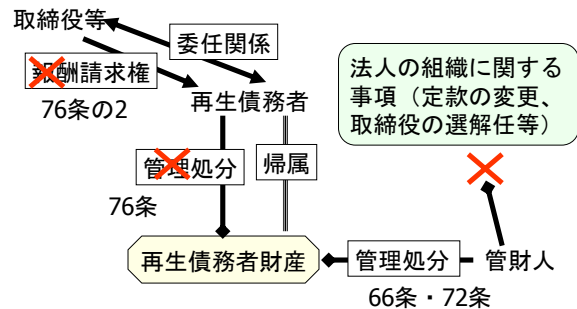 取締役等
委任関係
報酬請求権
76条の2
再生債務者
法人の組織に関する
事項（定款の変更、
取締役の選解任等）
管理処分
帰属
76条
再生債務者財産
管理処分
管財人
66条・72条